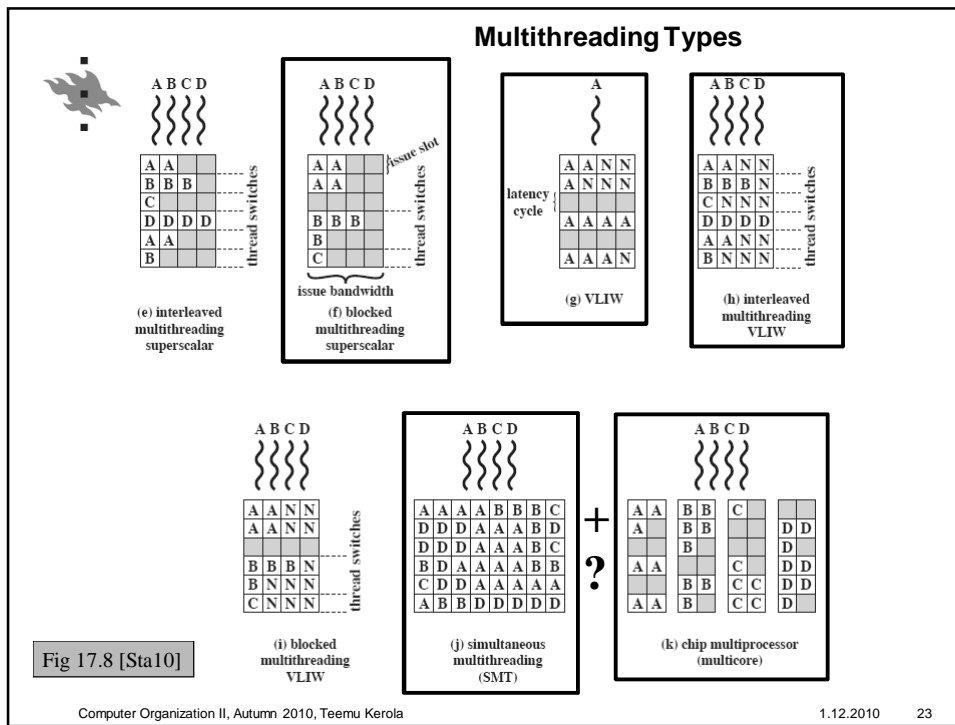 Multithreading Types
A B C D
A A
B B B
C
D D D D
A A
B
thread switches
(e) interleaved
multithreading
superscalar
A B C D
issue slot
A A
A A
B B B
B
C
thread switches
issue bandwidth
(f) blocked
multithreading
superscalar
A
latency
cycle
A A N N
A N N N
A A A A
A A A N
(g) VLIW
A B C D
A A N N
B B B N
C N N N
D D D D
A A N N
B N N N
thread switches
(h) interleaved
multithreading
VLIW
A B C D
A A N N
A A N N
B B B N
B N N N
C N N N
thread switches
(i) blocked
multithreading
VLIW
A B C D
A A A A B B B C
D D D A A A B D
D D D A A A B C
B D A A A A B B
C D D A A A A A
A B B D D D D D
(j) simultaneous
multithreading
(SMT)
+
?
A B C D
A A B B C
A B B D D
B D
A A C D D
B B C C D D
A A B C C D
(k) chip multiprocessor
(multicore)
Fig 17.8 [Sta10]
Computer Organization II, Autumn 2010, Teemu Kerola 1.12.2010 23